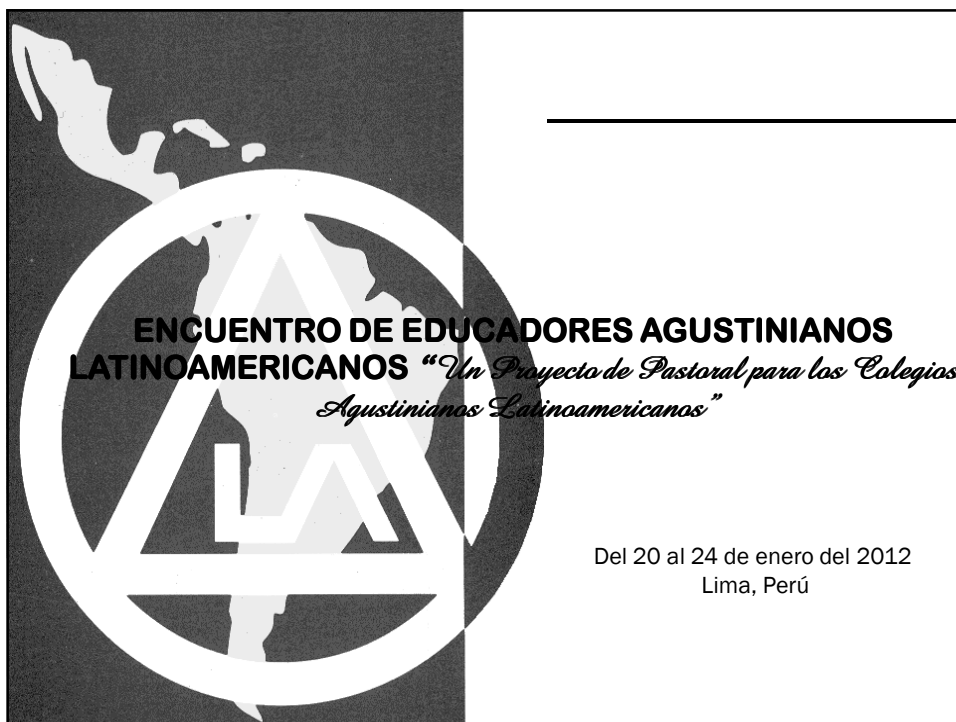 ENCUENTRO DE EDUCADORES AGUSTINIANOS
LATINOAMERICANOS “Un Proyecto de Pastoral para los Colegios
Agustinianos Latinoamericanos”
LA
Del 20 al 24 de enero del 2012
Lima, Perú